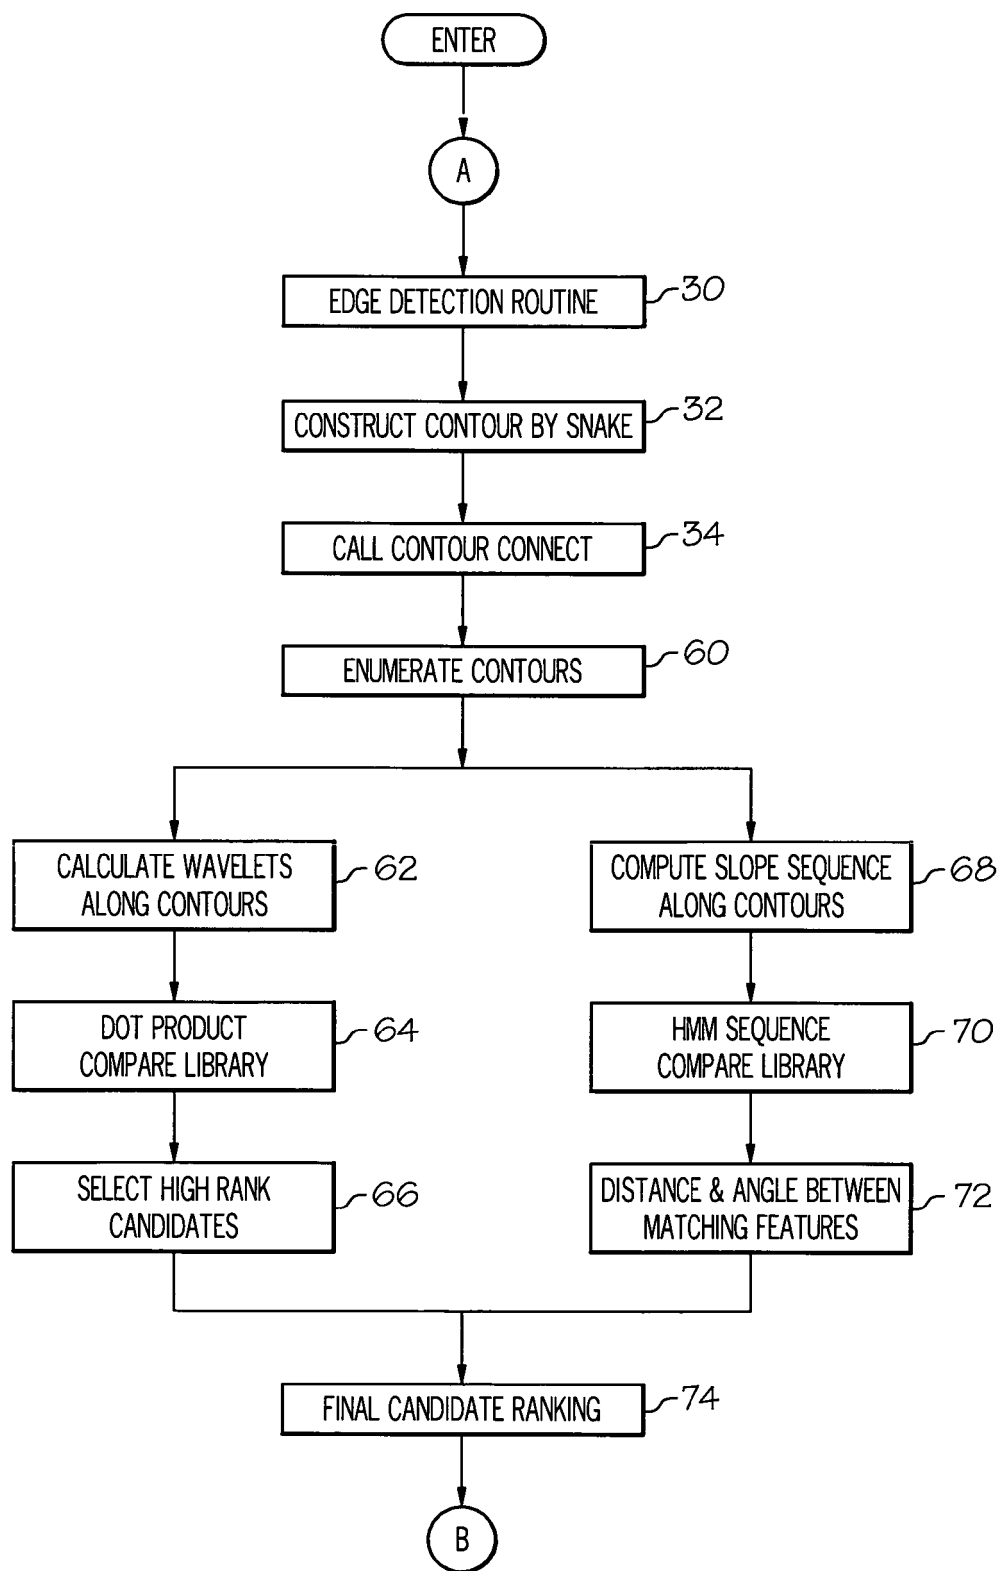 ENTER
A
EDGE DETECTION ROUTINE
30
CONSTRUCT CONTOUR BY SNAKE
32
CALL CONTOUR CONNECT
34
ENUMERATE CONTOURS
60
CALCULATE WAVELETS
ALONG CONTOURS
62
DOT PRODUCT
COMPARE LIBRARY
64
SELECT HIGH RANK
CANDIDATES
66
COMPUTE SLOPE SEQUENCE
ALONG CONTOURS
68
HMM SEQUENCE
COMPARE LIBRARY
70
DISTANCE & ANGLE BETWEEN
MATCHING FEATURES
72
FINAL CANDIDATE RANKING
74
B